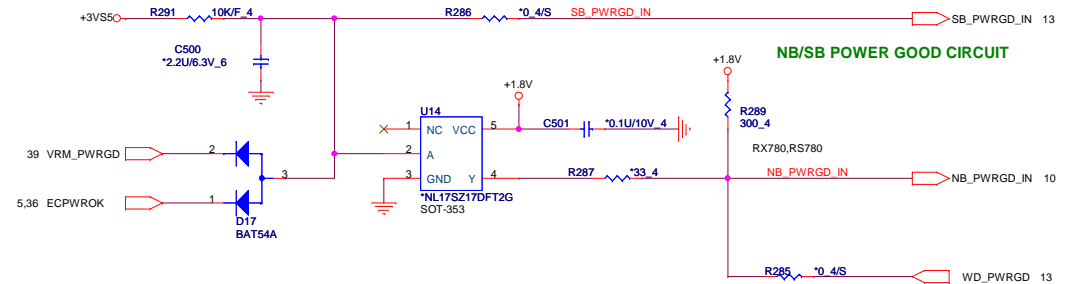 +3VS5
R291 10K/F_4
R286 *0_4/S
SB_PWRGD_IN
SB_PWRGD_IN 13
C500
*2.2U/6.3V_6
NB/SB POWER GOOD CIRCUIT
+1.8V
+1.8V
R289
300_4
U14
C501 *0.1U/10V_4
1 NC VCC 5
RX780,RS780
39 VRM_PWRGD 2
2 A
3
3 GND Y 4
R287 *33_4
NB_PWRGD_IN
NB_PWRGD_IN 10
*NL17SZ17DFT2G
SOT-353
5,36 ECPWROK 1
D17
BAT54A
R285 *0_4/S
WD_PWRGD 13